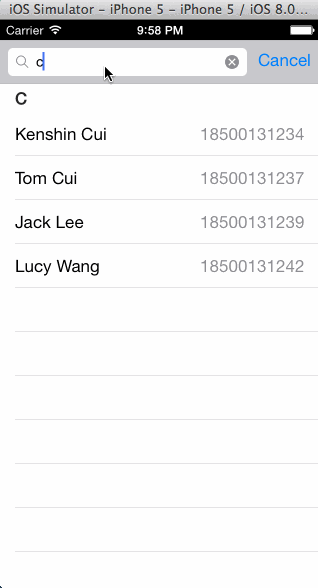 iOS Simulator – iPhone 5 – iPhone 5 / iOS 8.0...
Carrier 9:58 PM
c Cancel
C
Kenshin Cui 18500131234
Tom Cui 18500131237
Jack Lee 18500131239
Lucy Wang 18500131242